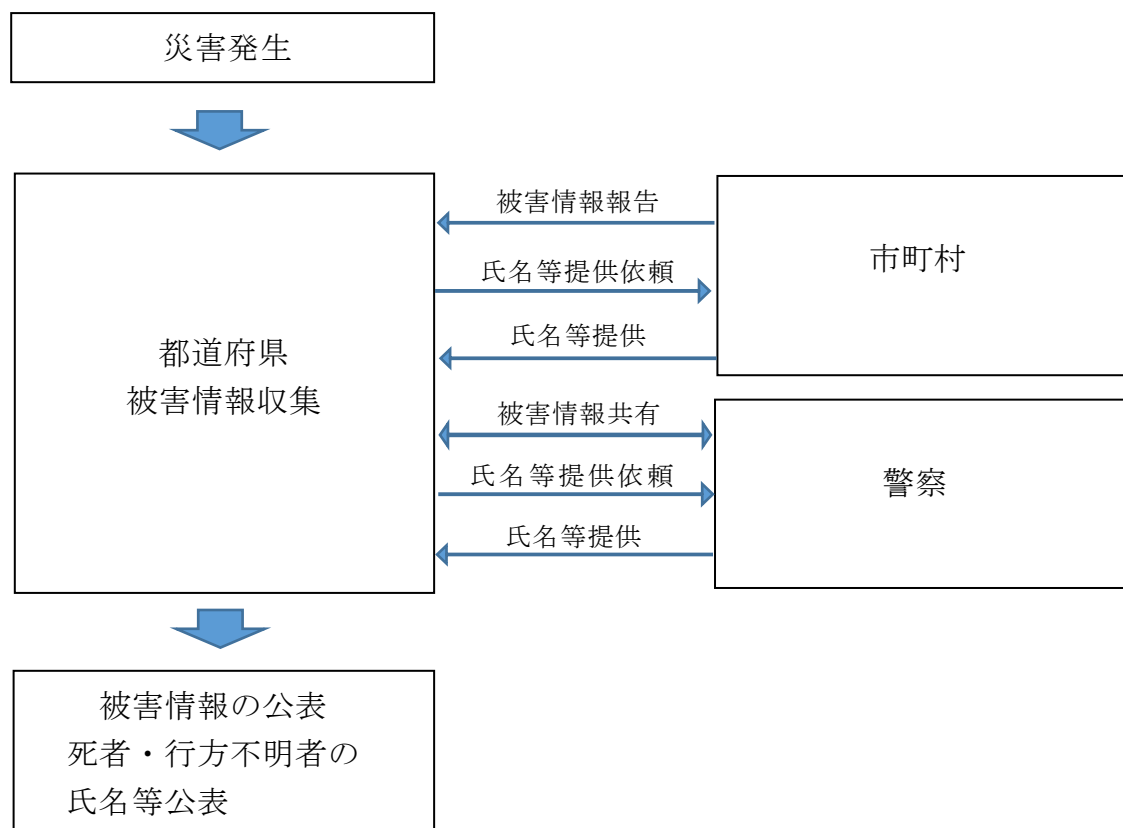 災害発生
被害情報報告
市町村
氏名等提供依頼
氏名等提供
都道府県
被害情報収集
被害情報共有
氏名等提供依頼
警察
氏名等提供
被害情報の公表
死者・行方不明者の
氏名等公表